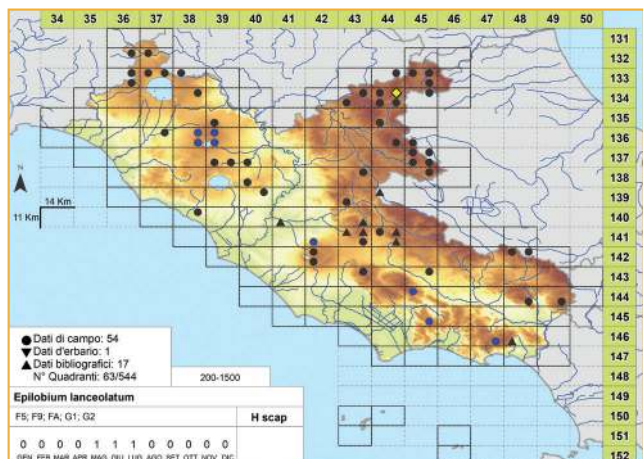 34 35 36 37 38 39 40 41 42 43 44 45 46 47 48 49 50
131
132
133
134
135
136
137
138
139
140
141
142
143
144
145
146
147
150
148
149
150
151
152
N
14 Km
11 Km
Dati di campo: 54
Dati d'erbario: 1
Dati bibliografici: 17
N° Quadranti: 63/544
200-1500
Epilobium lanceolatum
F5; F9; FA; G1; G2
H scap
0 0 0 0 1 1 1 0 0 0 0 0
GEN FEB MAR APR MAG GIU LUG AGO SET OTT NOV DIC